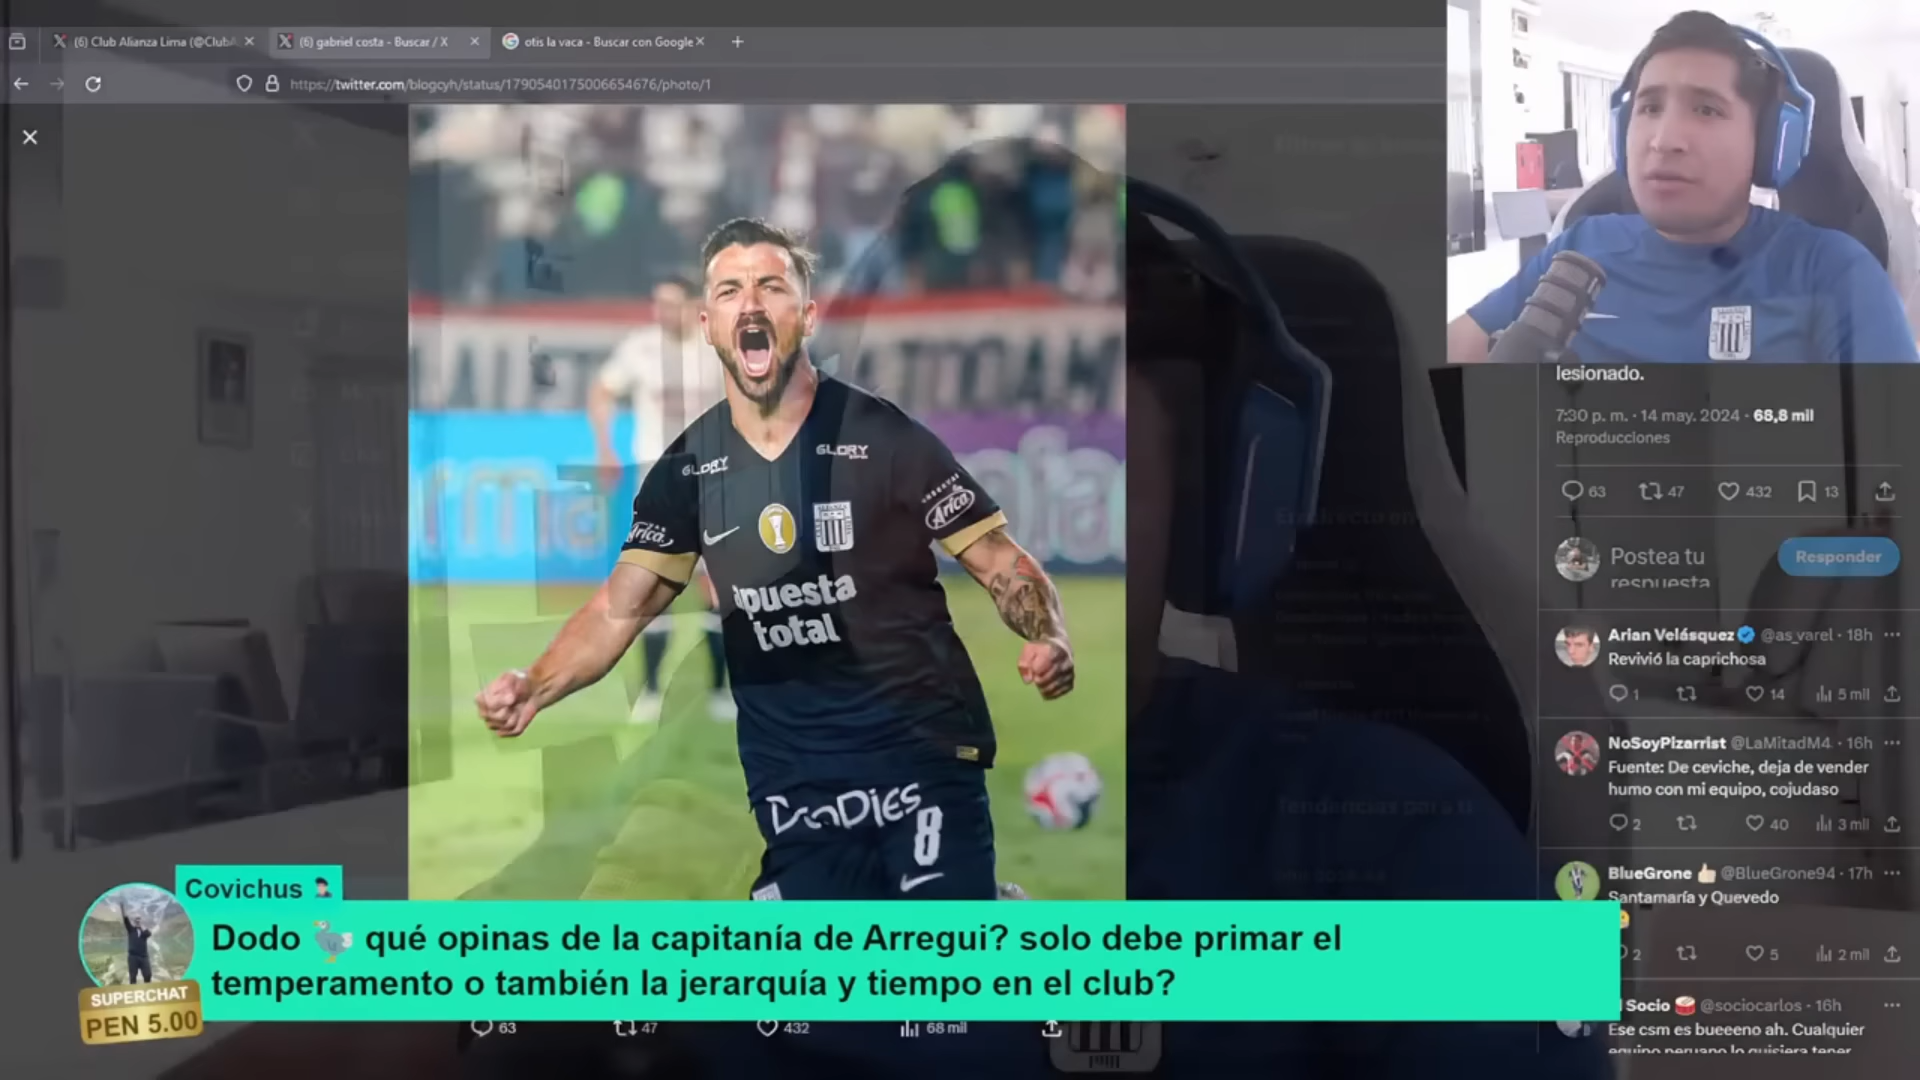 (6) Club Alianza Lima (@ClubA
(6) gabriel costa - Buscar / X
otis la vaca - Buscar con Google
https://twitter.com/blogcyh/status/1790540175006654676/photo/1
GLORY
GLORY
Arica
Arica
apuesta
total
DonDies
8
lesionado.
7:30 p. m. · 14 may. 2024 · 68,8 mil
Reproducciones
63 47 432 13
Postea tu
respuesta
Responder
Arian Velásquez @as_varel · 18h
Revivió la caprichosa
1 14 5 mil
NoSoyPizarrist @LaMitadM4 · 16h
Fuente: De ceviche, deja de vender
humo con mi equipo, cojudaso
2 40 3 mil
BlueGrone 👍🏻 @BlueGrone94 · 17h
Santamaría y Quevedo
2 5 2 mil
Socio 🥁 @sociocarlos · 16h
Ese csm es bueeeno ah. Cualquier
equipo peruano lo quisiera tener
Covichus
Dodo 🦤 qué opinas de la capitanía de Arregui? solo debe primar el
temperamento o también la jerarquía y tiempo en el club?
SUPERCHAT
PEN 5.00
63 47 432 68 mil